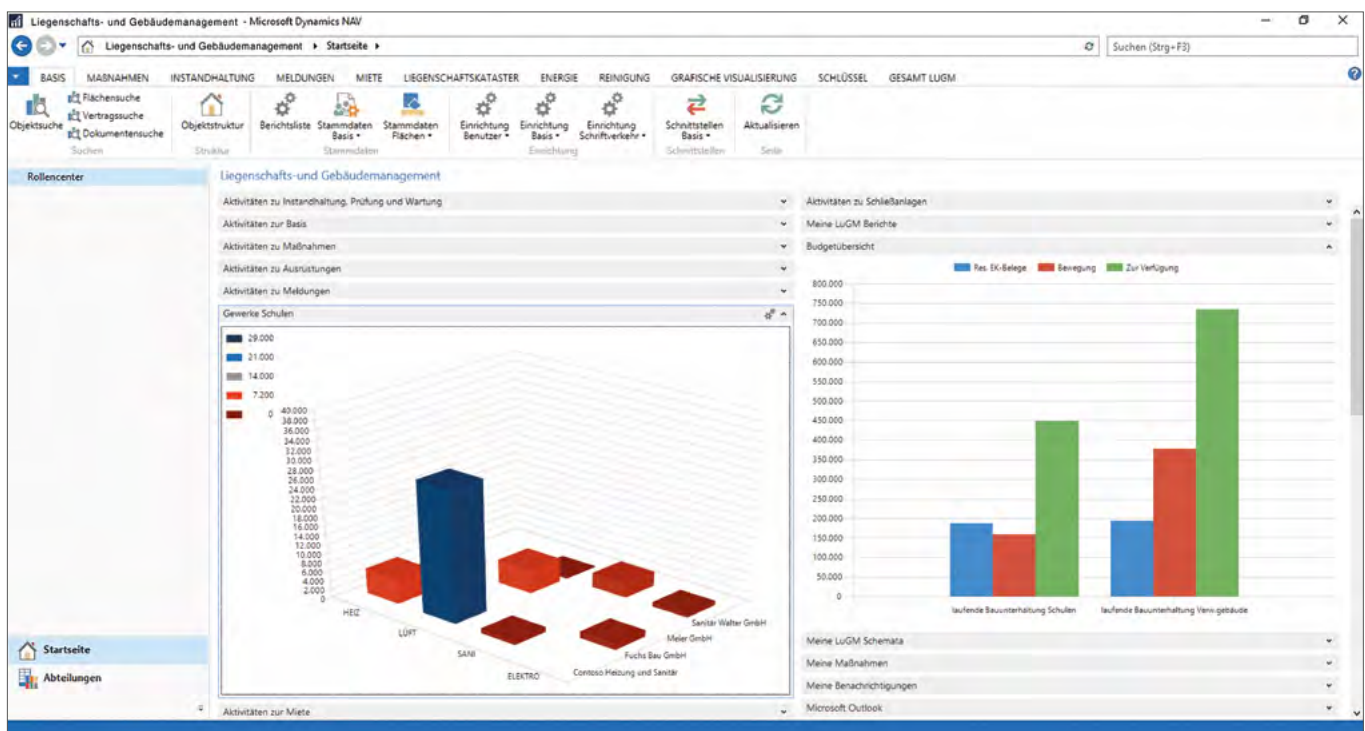 Liegenschafts- und Gebäudemanagement - Microsoft Dynamics NAV
Liegenschafts- und Gebäudemanagement Startseite
Suchen (Strg+F3)
BASIS MAßNAHMEN INSTANDHALTUNG MELDUNGEN MIETE LIEGENSCHAFTSKATASTER ENERGIE REINIGUNG GRAFISCHE VISUALISIERUNG SCHLÜSSEL GESAMT LUGM
Objektsuche
Flächensuche
Vertragssuche
Dokumentensuche
Suchen
Objektstruktur
Struktur
Berichtsliste
Stammdaten Basis
Stammdaten Flächen
Stammdaten
Einrichtung Benutzer
Einrichtung Basis
Einrichtung Schriftverkehr
Einrichtung
Schnittstellen Basis
Schnittstellen
Aktualisieren
Seite
Rollencenter
Startseite
Abteilungen
Liegenschafts-und Gebäudemanagement
Aktivitäten zu Instandhaltung, Prüfung und Wartung
Aktivitäten zur Basis
Aktivitäten zu Maßnahmen
Aktivitäten zu Ausrüstungen
Aktivitäten zu Meldungen
Gewerke Schulen
29.000
21.000
14.000
7.200
0
40.000
38.000
36.000
34.000
32.000
30.000
28.000
26.000
24.000
22.000
20.000
18.000
16.000
14.000
12.000
10.000
8.000
6.000
4.000
2.000
0
HEIZ
LÜFT
SANI
ELEKTRO
Sanitär Walter GmbH
Meier GmbH
Fuchs Bau GmbH
Contoso Heizung und Sanitär
Aktivitäten zur Miete
Aktivitäten zu Schließanlagen
Meine LuGM Berichte
Budgetübersicht
Res. EK-Belege Bewegung Zur Verfügung
800.000
750.000
700.000
650.000
600.000
550.000
500.000
450.000
400.000
350.000
300.000
250.000
200.000
150.000
100.000
50.000
0
laufende Bauunterhaltung Schulen laufende Bauunterhaltung Verw.gebäude
Meine LuGM Schemata
Meine Maßnahmen
Meine Benachrichtigungen
Microsoft Outlook